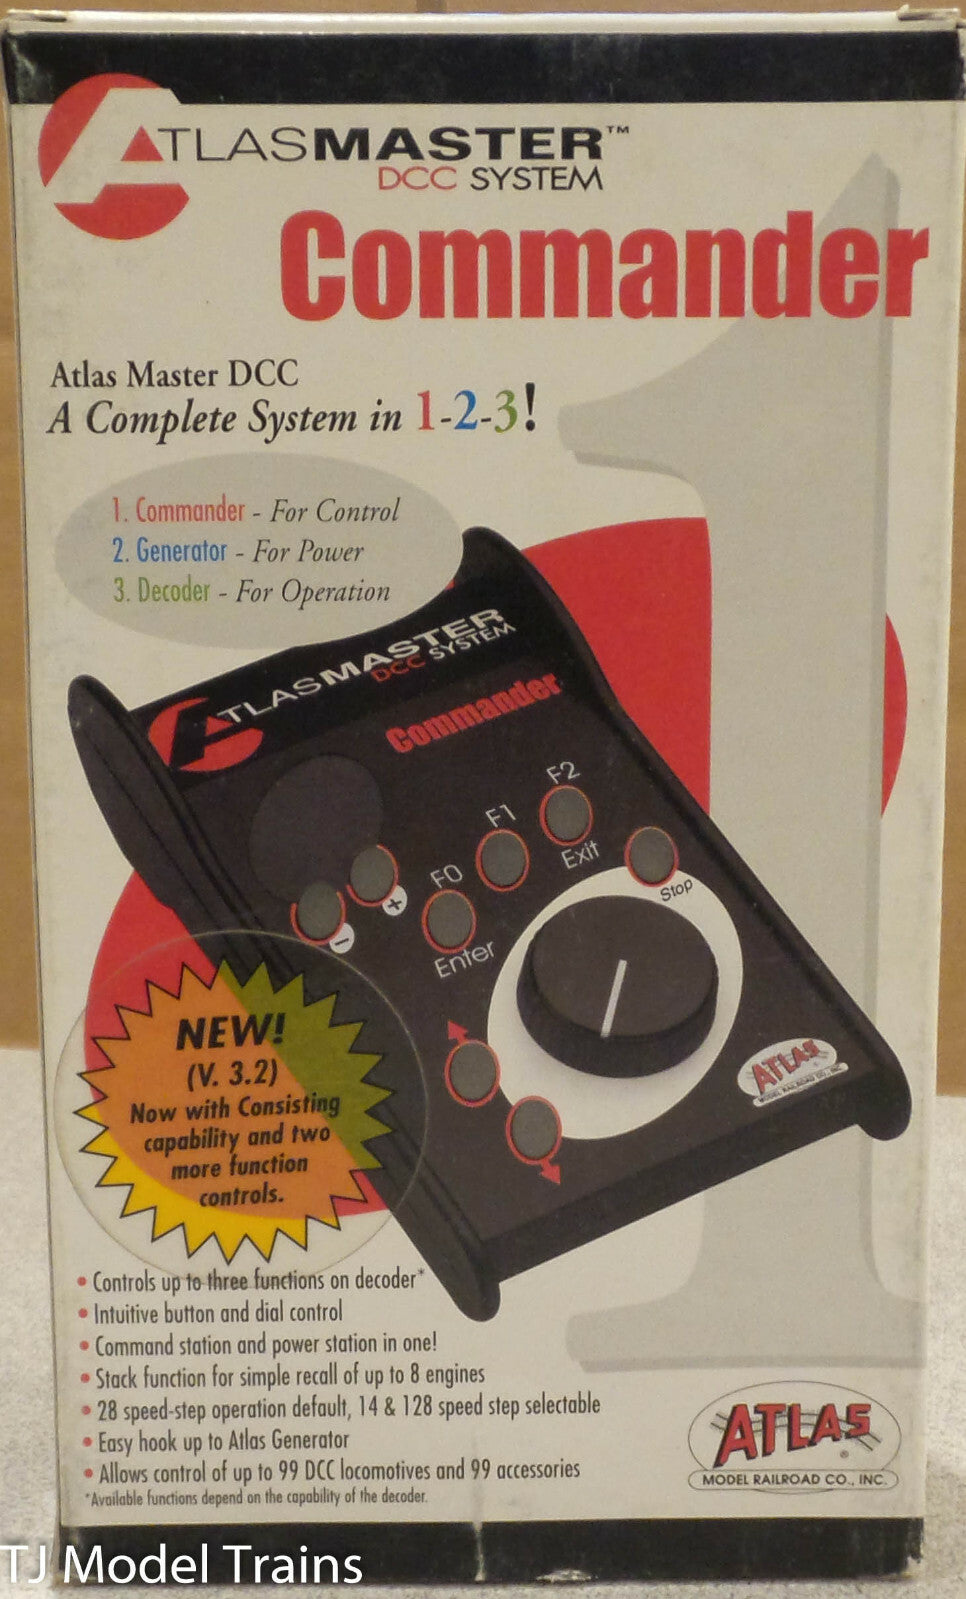 ATLASMASTER™
DCC SYSTEM
Commander
Atlas Master DCC
A Complete System in 1-2-3!
1. Commander - For Control
2. Generator - For Power
3. Decoder - For Operation
ATLASMASTER
DCC SYSTEM
Commander
F2
F1
F0
Exit
Stop
+
-
Enter
ATLAS
MODEL RAILROAD CO., INC
NEW!
(V. 3.2)
Now with Consisting
capability and two
more function
controls.
• Controls up to three functions on decoder*
• Intuitive button and dial control
• Command station and power station in one!
• Stack function for simple recall of up to 8 engines
• 28 speed-step operation default, 14 & 128 speed step selectable
• Easy hook up to Atlas Generator
• Allows control of up to 99 DCC locomotives and 99 accessories
*Available functions depend on the capability of the decoder.
ATLAS®
MODEL RAILROAD CO., INC.
1
TJ Model Trains